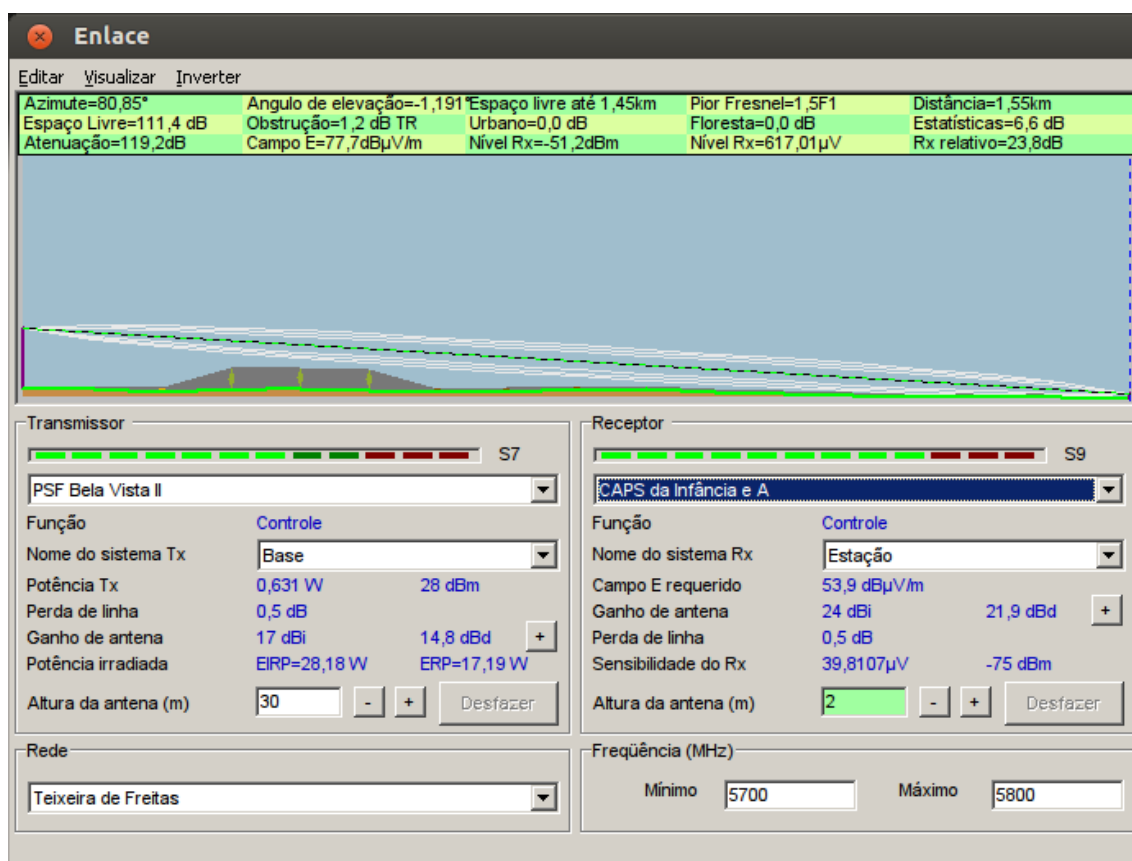 Enlace
Editar Visualizar Inverter
Azimute=80,85° Angulo de elevação=-1,191° Espaço livre até 1,45km Pior Fresnel=1,5F1 Distância=1,55km
Espaço Livre=111,4 dB Obstrução=1,2 dB TR Urbano=0,0 dB Floresta=0,0 dB Estatísticas=6,6 dB
Atenuação=119,2dB Campo E=77,7dBµV/m Nível Rx=-51,2dBm Nível Rx=617,01µV Rx relativo=23,8dB
Transmissor
S7
PSF Bela Vista II
Função Controle
Nome do sistema Tx Base
Potência Tx 0,631 W 28 dBm
Perda de linha 0,5 dB
Ganho de antena 17 dBi 14,8 dBd +
Potência irradiada EIRP=28,18 W ERP=17,19 W
Altura da antena (m) 30 - + Desfazer
Rede
Teixeira de Freitas
Receptor
S9
CAPS da Infância e A
Função Controle
Nome do sistema Rx Estação
Campo E requerido 53,9 dBµV/m
Ganho de antena 24 dBi 21,9 dBd +
Perda de linha 0,5 dB
Sensibilidade do Rx 39,8107µV -75 dBm
Altura da antena (m) 2 - + Desfazer
Freqüência (MHz)
Mínimo 5700 Máximo 5800